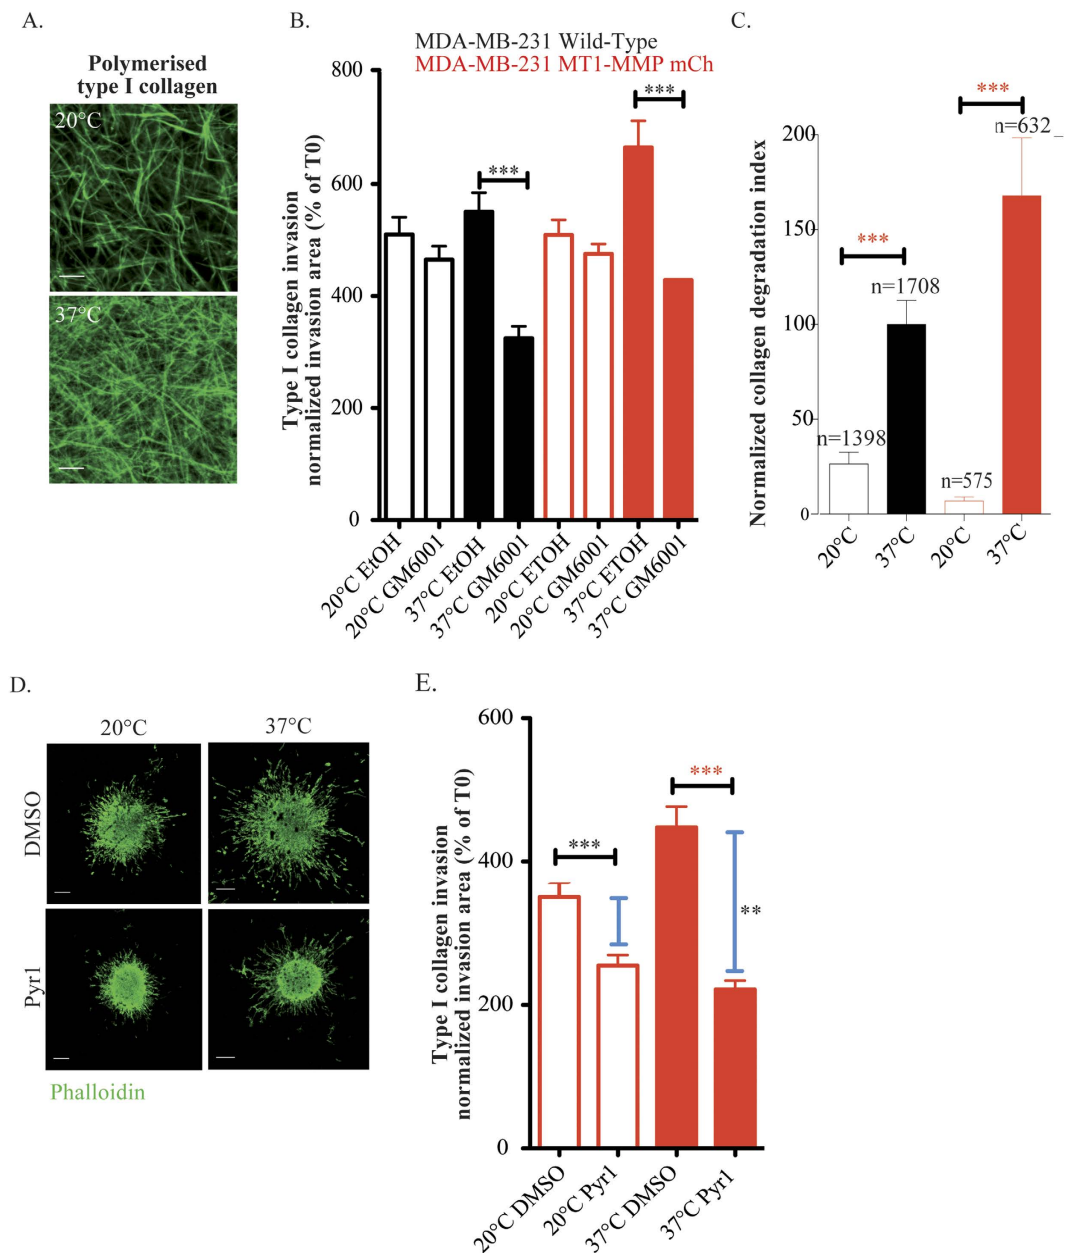 A.
Polymerised
type I collagen
20°C
37°C
B.
MDA-MB-231 Wild-Type
MDA-MB-231 MT1-MMP mCh
Type I collagen invasion
normalized invasion area (% of T0)
800
600
400
200
0
***
***
20°C EtOH
20°C GM6001
37°C EtOH
37°C GM6001
20°C ETOH
20°C GM6001
37°C ETOH
37°C GM6001
C.
Normalized collagen degradation index
200
150
100
50
0
***
***
n=1398
n=1708
n=575
n=632
20°C
37°C
20°C
37°C
D.
20°C
37°C
DMSO
Pyr1
Phalloidin
E.
Type I collagen invasion
normalized invasion area (% of T0)
600
400
200
0
***
***
**
20°C DMSO
20°C Pyr1
37°C DMSO
37°C Pyr1